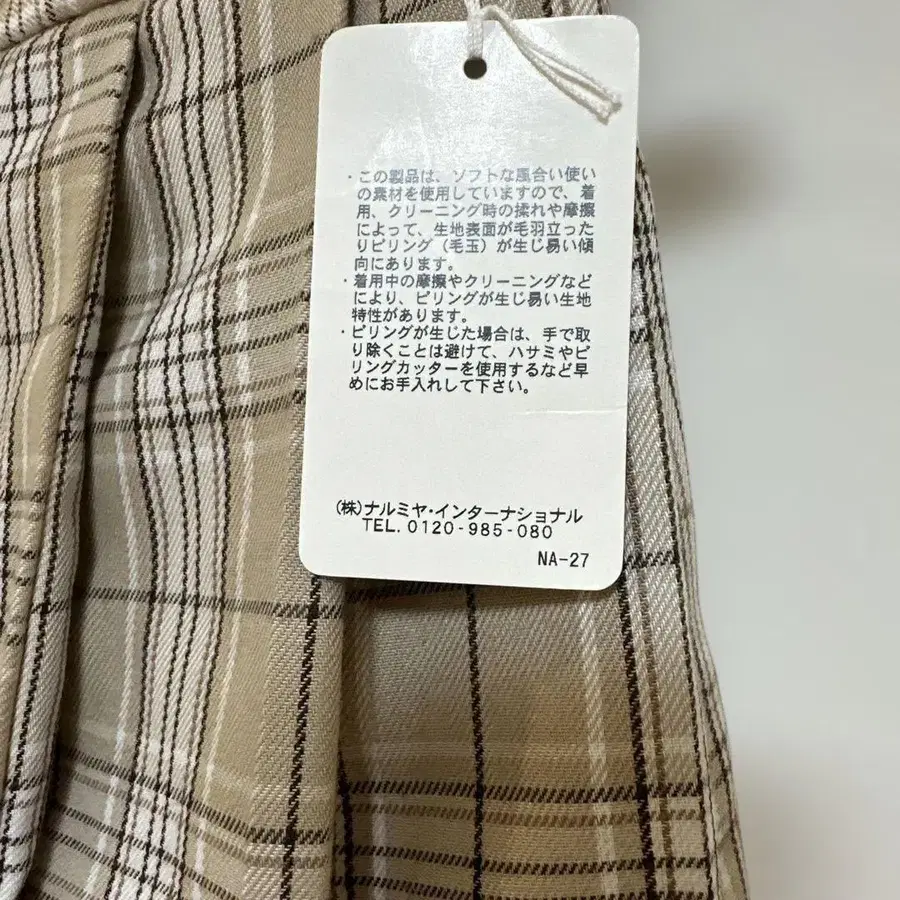 ・この製品は、ソフトな風合い使い
の素材を使用していますので、着
用、クリーニング時の揉れや摩擦
によって、生地表面が毛羽立った
りピリング（毛玉）が生じ易い傾
向にあります。
・着用中の摩擦やクリーニングなど
により、ピリングが生じ易い生地
特性があります。
・ピリングが生じた場合は、手で取
り除くことは避けて、ハサミやピ
リングカッターを使用するなど早
めにお手入れして下さい。
(株)ナルミヤ・インターナショナル
TEL. 0120-985-080
NA-27